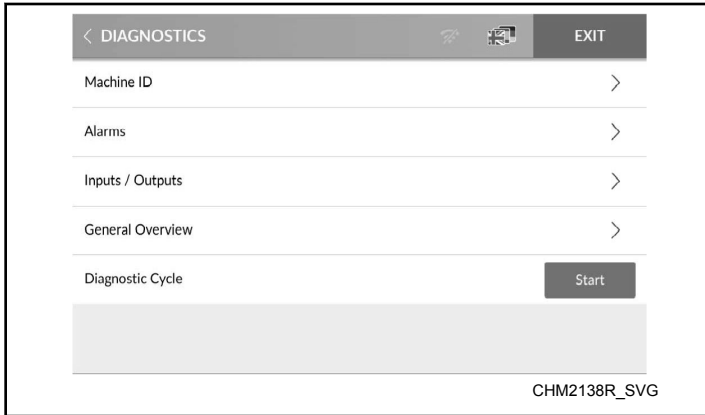 < DIAGNOSTICS EXIT
Machine ID >
Alarms >
Inputs / Outputs >
General Overview >
Diagnostic Cycle Start
CHM2138R_SVG